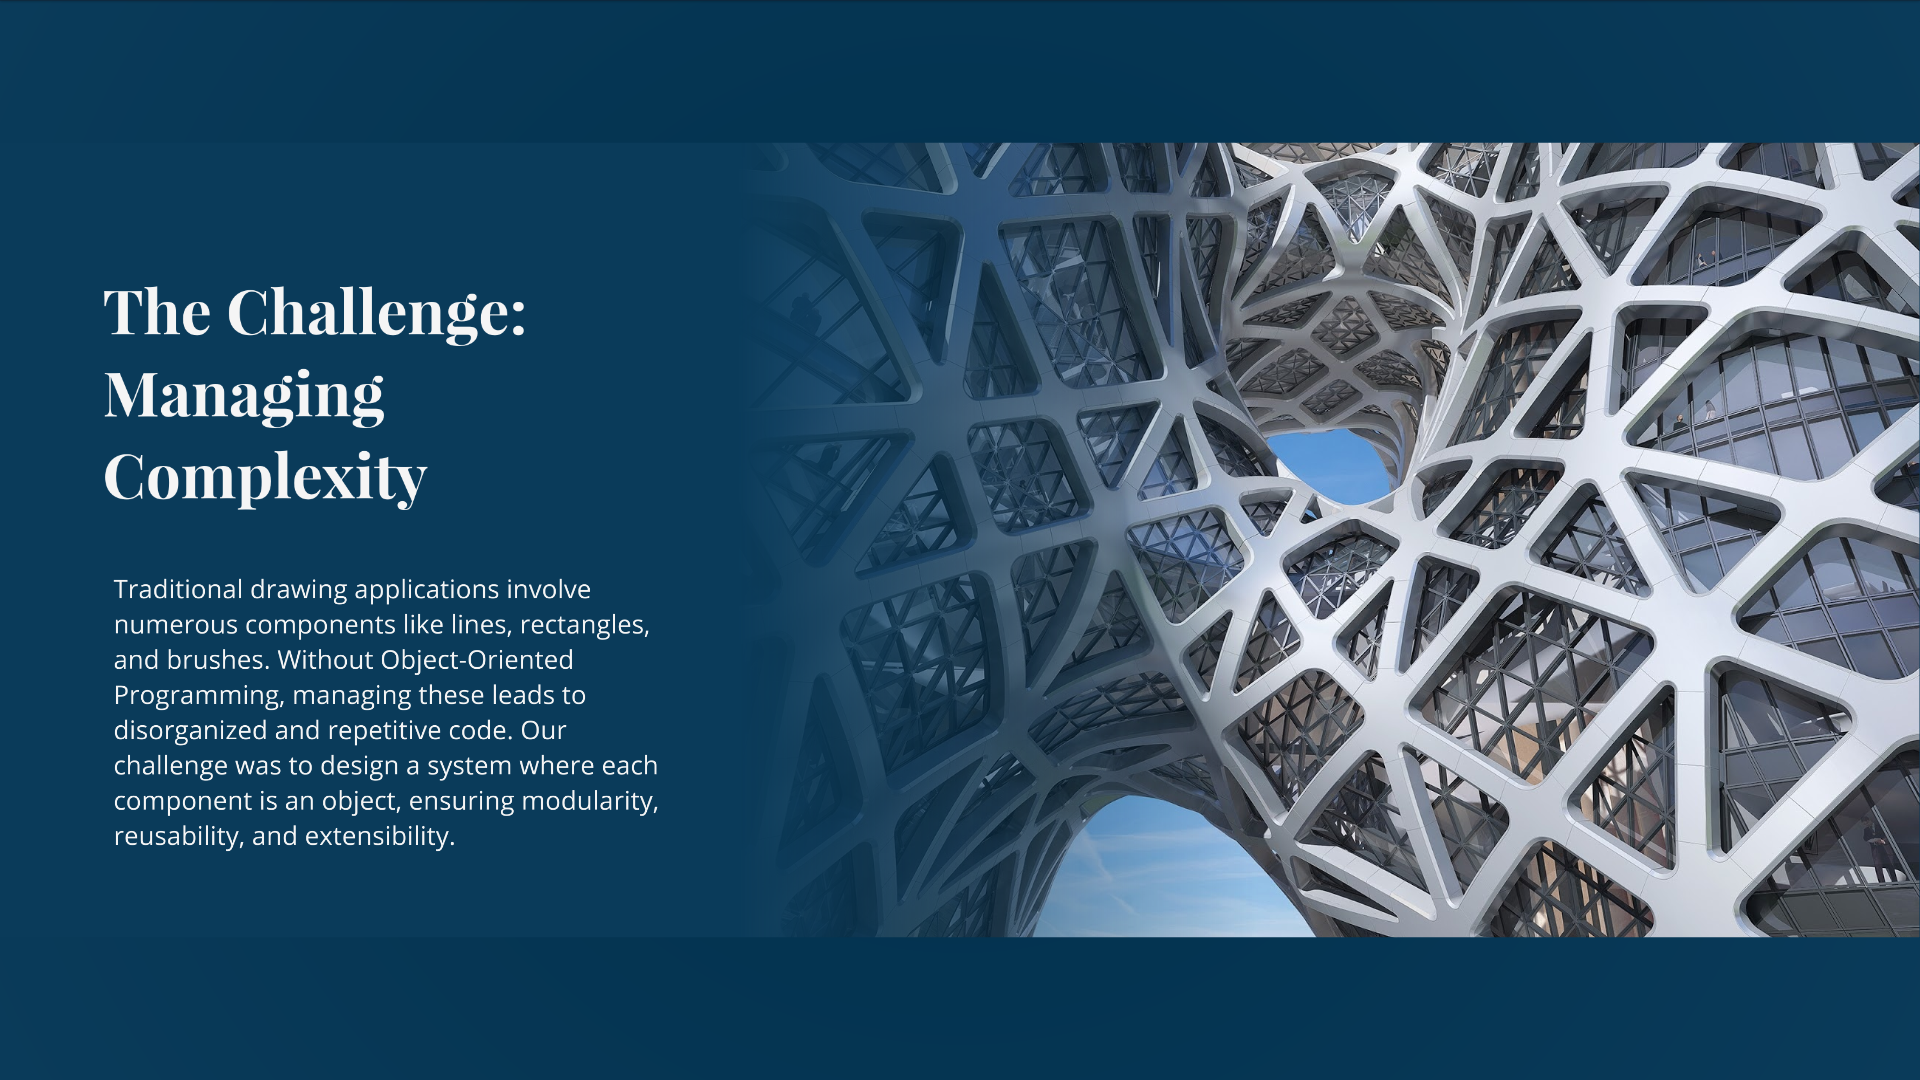 The Challenge:
Managing
Complexity
Traditional drawing applications involve
numerous components like lines, rectangles,
and brushes. Without Object-Oriented
Programming, managing these leads to
disorganized and repetitive code. Our
challenge was to design a system where each
component is an object, ensuring modularity,
reusability, and extensibility.